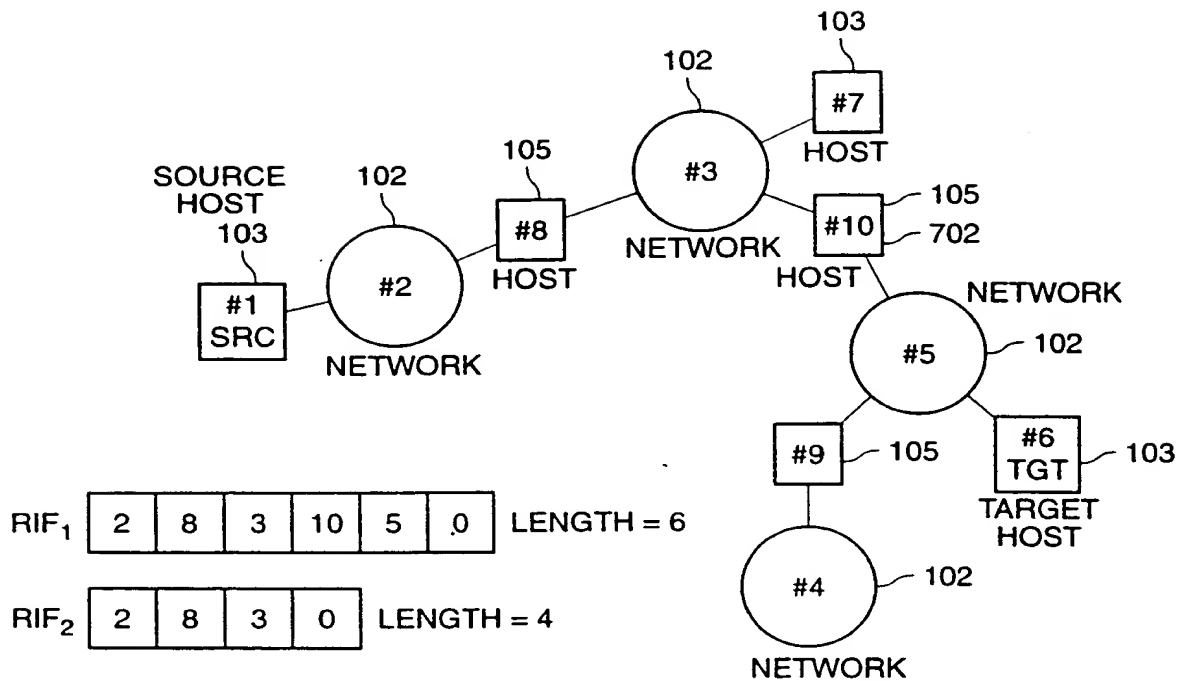 103
102
#7
HOST
105
#3
SOURCE
HOST
102
103
#8
HOST
NETWORK
#10
105
702
HOST
#1
SRC
#2
NETWORK
NETWORK
#5
102
#9
105
#6
TGT
103
TARGET
HOST
RIF1 2 8 3 10 5 0 LENGTH = 6
#4
102
RIF2 2 8 3 0 LENGTH = 4
NETWORK